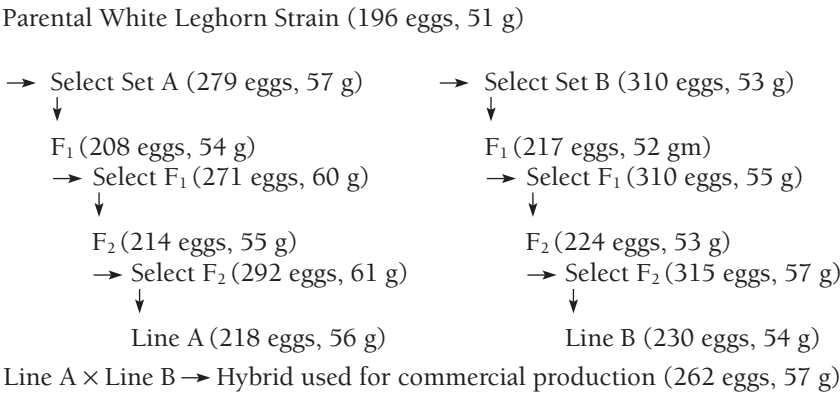 Parental White Leghorn Strain (196 eggs, 51 g)
→ Select Set A (279 eggs, 57 g)
→ Select Set B (310 eggs, 53 g)
F₁ (208 eggs, 54 g)
F₁ (217 eggs, 52 gm)
→ Select F₁ (271 eggs, 60 g)
→ Select F₁ (310 eggs, 55 g)
F₂ (214 eggs, 55 g)
F₂ (224 eggs, 53 g)
→ Select F₂ (292 eggs, 61 g)
→ Select F₂ (315 eggs, 57 g)
Line A (218 eggs, 56 g)
Line B (230 eggs, 54 g)
Line A × Line B → Hybrid used for commercial production (262 eggs, 57 g)